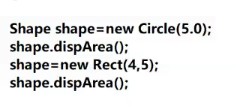 Shape shape=new Circle(5.0);
shape.dispArea();
shape=new Rect(4,5);
shape.dispArea();